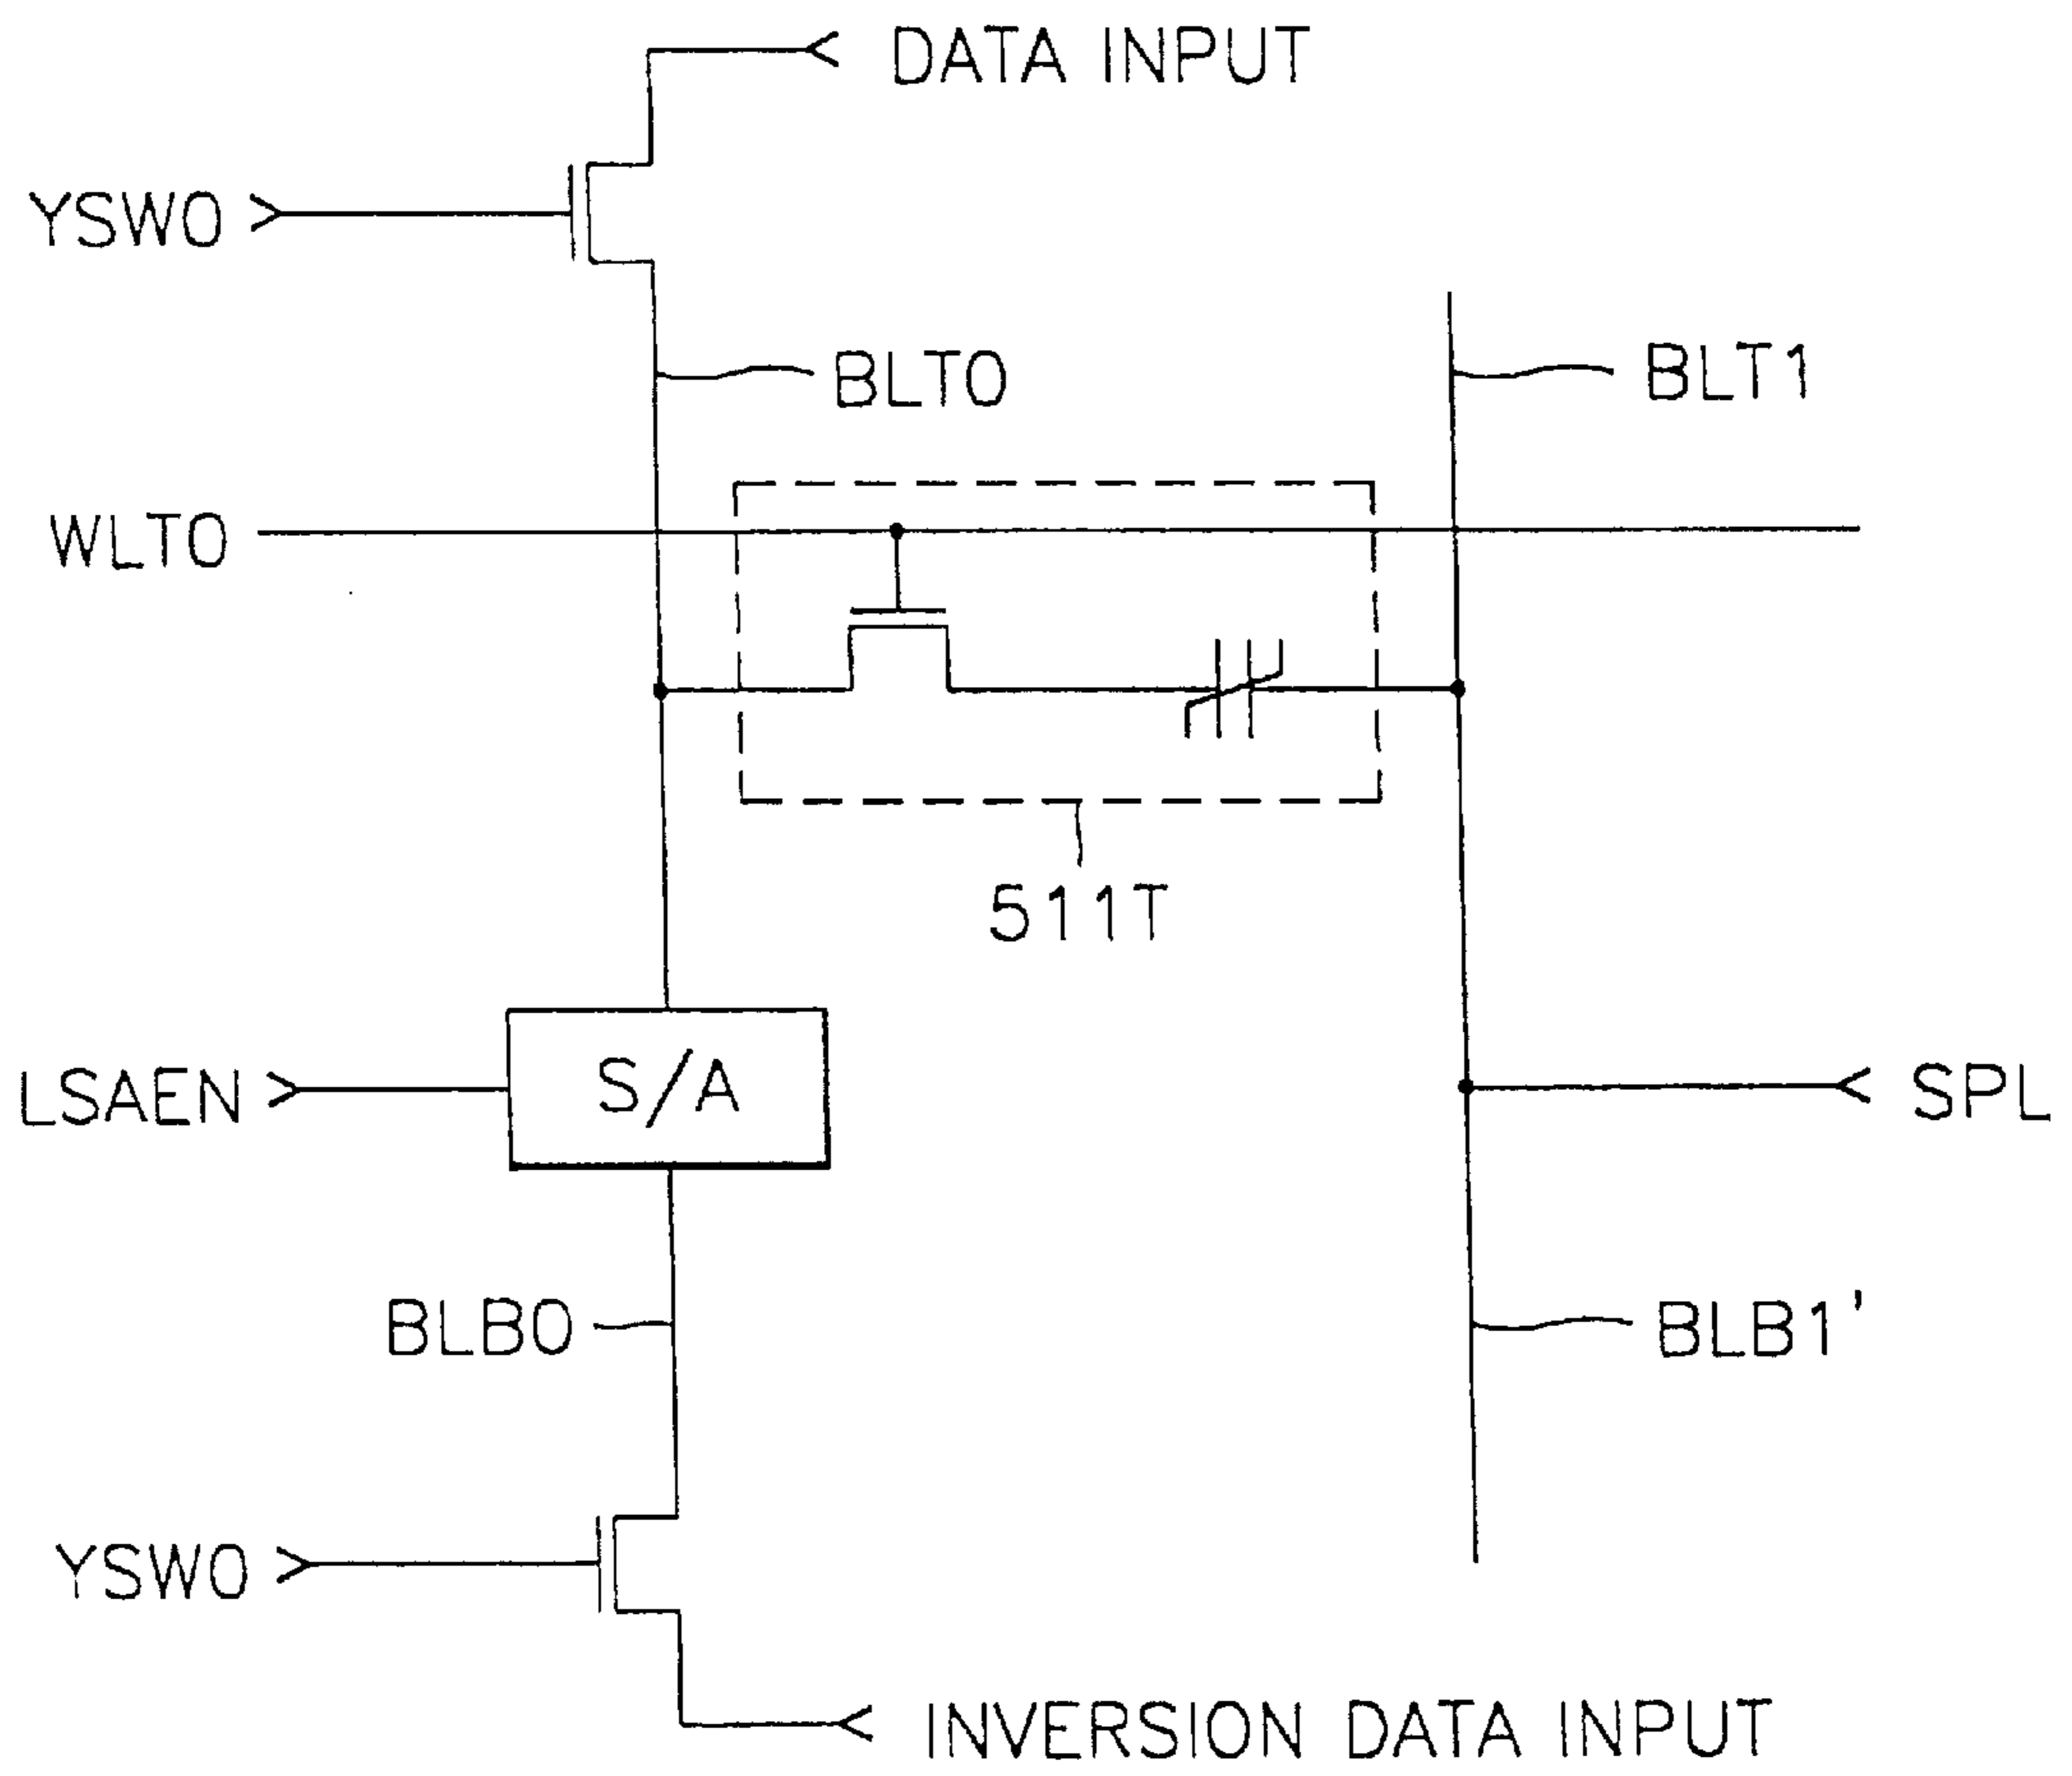 DATA INPUT
YSW0
BLT0
BLT1
WLT0
511T
LSAEN
S/A
SPL
BLB0
BLB1'
YSW0
INVERSION DATA INPUT